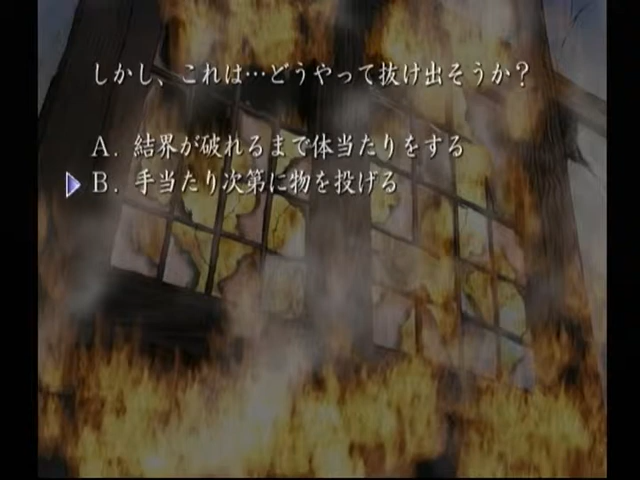 しかし、これは…どうやって抜け出そうか？
A．結界が破れるまで体当たりをする
B．手当たり次第に物を投げる